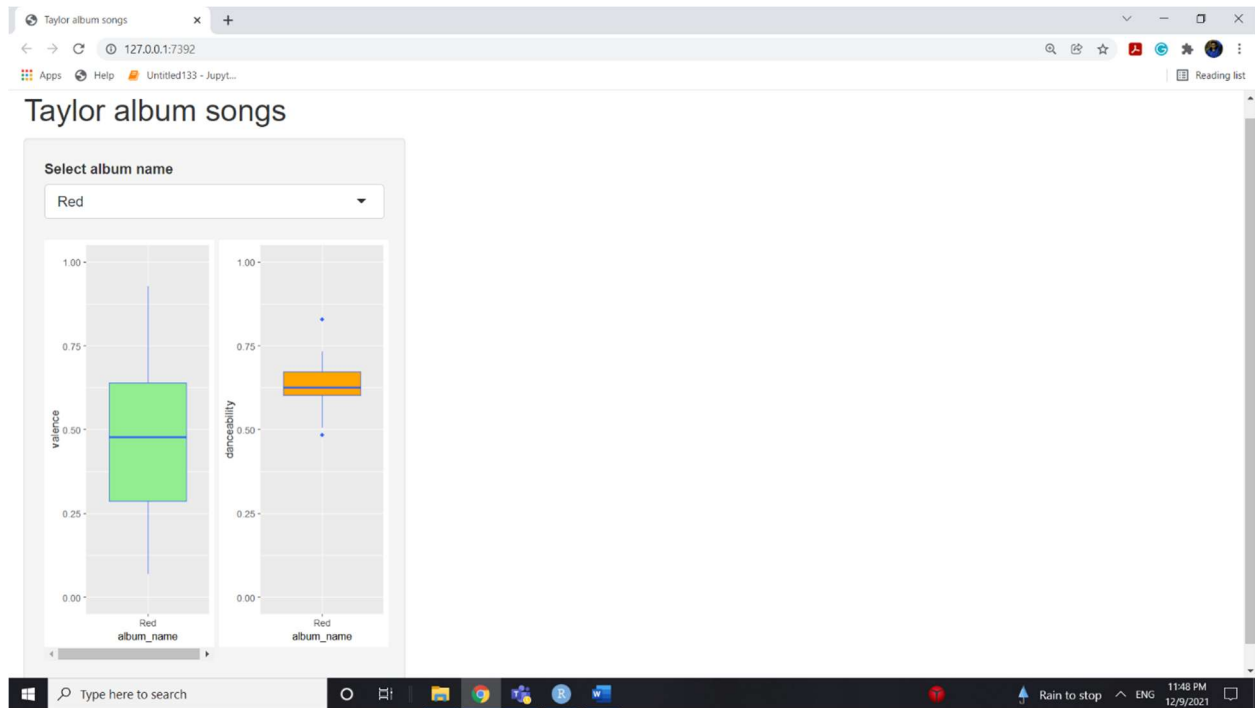 Taylor album songs
127.0.0.1:7392
Apps Help Untitled133 - Jupyt... Reading list
Taylor album songs
Select album name
Red
1.00
0.75
0.50
0.25
0.00
valence
Red
album_name
1.00
0.75
0.50
0.25
0.00
danceability
Red
album_name
Type here to search
R
W
Rain to stop ENG 11:48 PM
12/9/2021